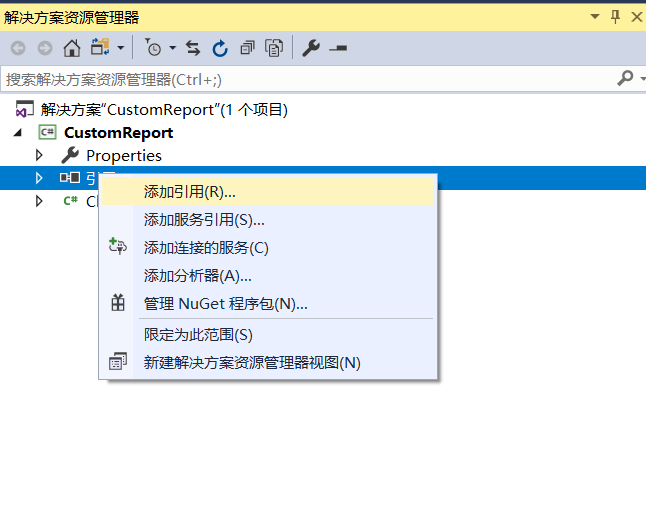 解决方案资源管理器
搜索解决方案资源管理器(Ctrl+;)
解决方案“CustomReport”(1 个项目)
C# CustomReport
Properties
添加引用(R)...
添加服务引用(S)...
C#
添加连接的服务(C)
添加分析器(A)...
管理 NuGet 程序包(N)...
限定为此范围(S)
新建解决方案资源管理器视图(N)